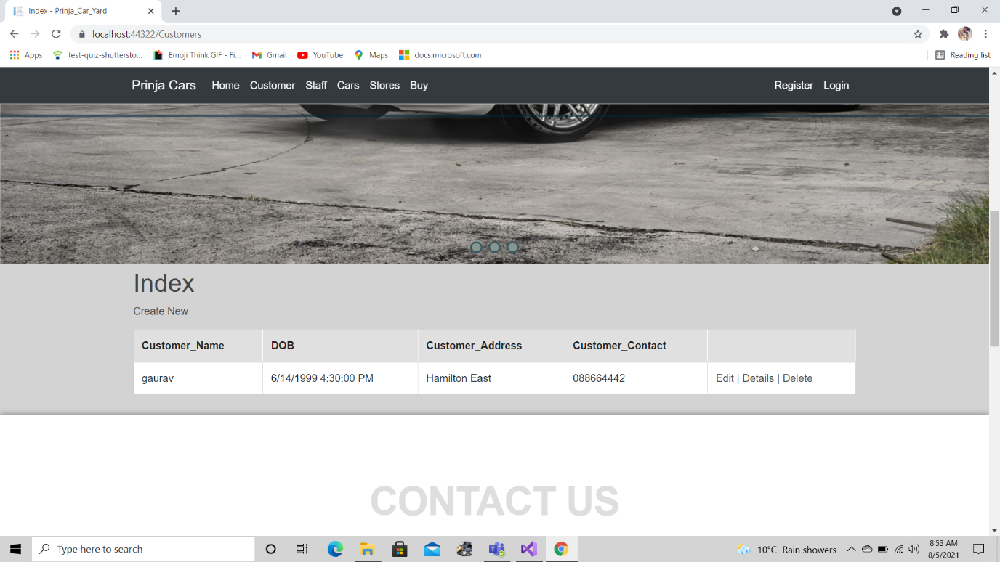 Index - Prinja_Car_Yard
localhost:44322/Customers
Apps test-quiz-shuttersto... Emoji Think GIF - Fi... Gmail YouTube Maps docs.microsoft.com Reading list
Prinja Cars Home Customer Staff Cars Stores Buy Register Login
Index
Create New
Customer_Name DOB Customer_Address Customer_Contact
gaurav 6/14/1999 4:30:00 PM Hamilton East 088664442 Edit | Details | Delete
CONTACT US
Type here to search 10°C Rain showers 8:53 AM
8/5/2021